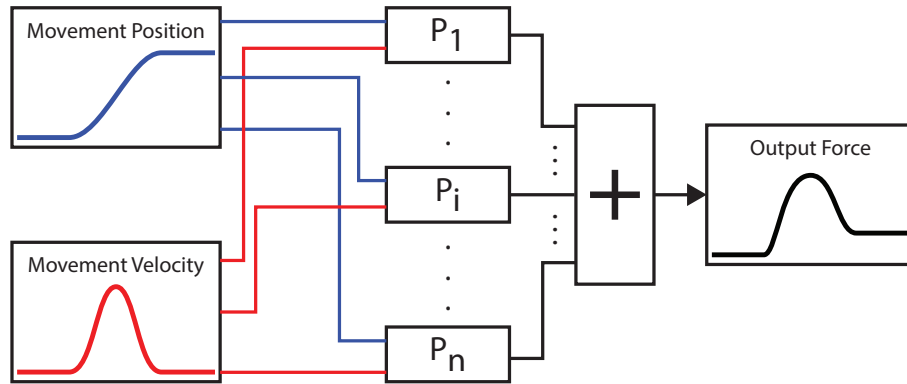 Movement Position
P1
Pi
Pn
+
Movement Velocity
Output Force